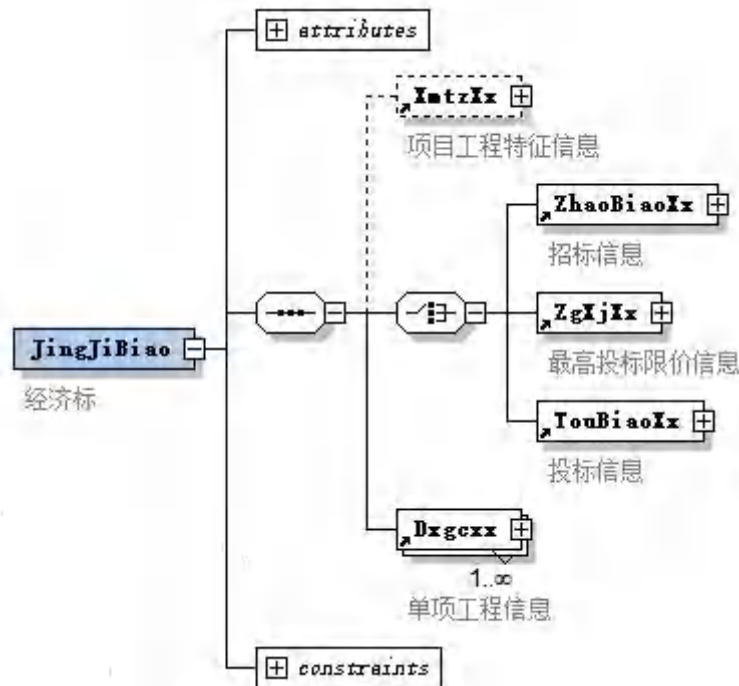 attributes
XmtzXx
项目工程特征信息
ZhaoBiaoXx
招标信息
ZgXjXx
最高投标限价信息
JingJiBiao
经济标
TouBiaoXx
投标信息
Dxgcxx
1..∞
单项工程信息
constraints